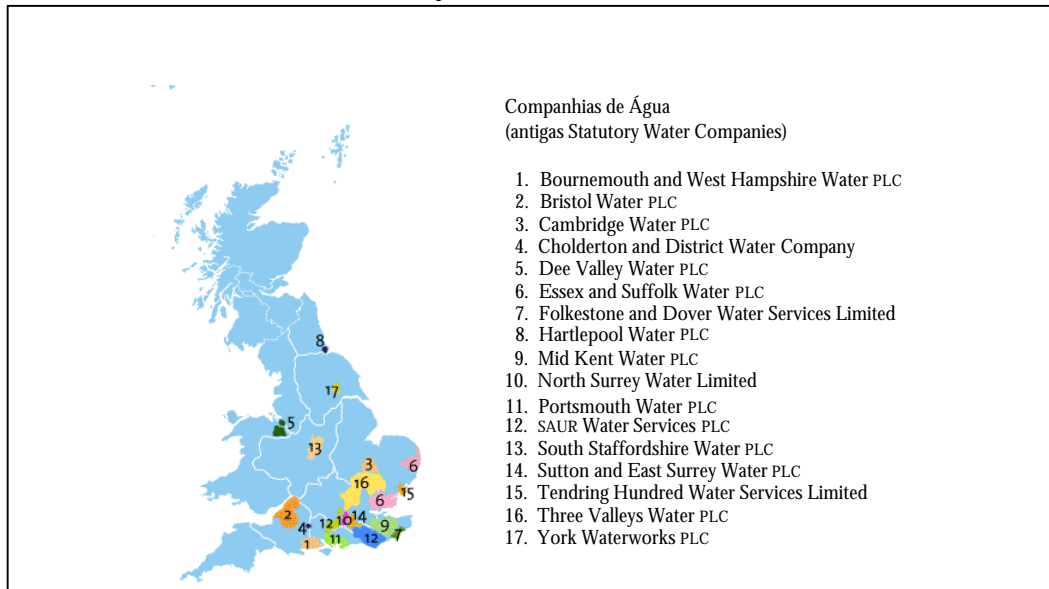 Companhias de Água
(antigas Statutory Water Companies)
1. Bournemouth and West Hampshire Water PLC
2. Bristol Water PLC
3. Cambridge Water PLC
4. Cholderton and District Water Company
5. Dee Valley Water PLC
6. Essex and Suffolk Water PLC
7. Folkestone and Dover Water Services Limited
8. Hartlepool Water PLC
9. Mid Kent Water PLC
10. North Surrey Water Limited
11. Portsmouth Water PLC
12. SAUR Water Services PLC
13. South Staffordshire Water PLC
14. Sutton and East Surrey Water PLC
15. Tendring Hundred Water Services Limited
16. Three Valleys Water PLC
17. York Waterworks PLC
8
17
5
13
3
6
16
15
6
2
4
12
10
14
9
7
1
11
12